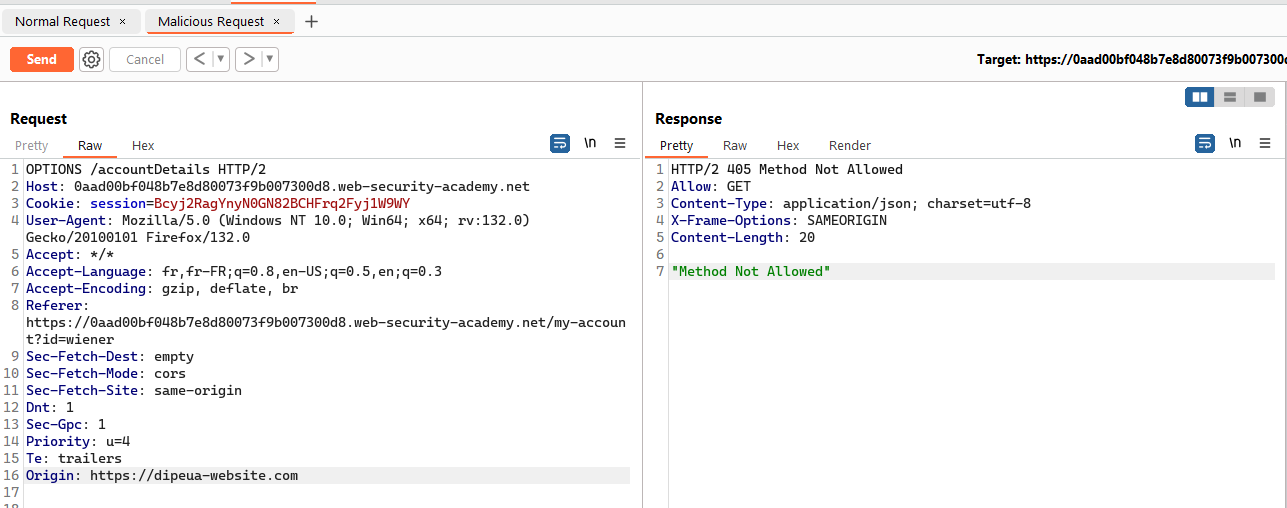 Normal Request × Malicious Request × +
Send Cancel < > Target: https://0aad00bf048b7e8d80073f9b007300d
Request
Pretty Raw Hex \n
1 OPTIONS /accountDetails HTTP/2
2 Host: 0aad00bf048b7e8d80073f9b007300d8.web-security-academy.net
3 Cookie: session=Bcyj2RagYnyN0GN82BCHFrq2Fyj1W9WY
4 User-Agent: Mozilla/5.0 (Windows NT 10.0; Win64; x64; rv:132.0)
Gecko/20100101 Firefox/132.0
5 Accept: */*
6 Accept-Language: fr,fr-FR;q=0.8,en-US;q=0.5,en;q=0.3
7 Accept-Encoding: gzip, deflate, br
8 Referer:
https://0aad00bf048b7e8d80073f9b007300d8.web-security-academy.net/my-accoun
t?id=wiener
9 Sec-Fetch-Dest: empty
10 Sec-Fetch-Mode: cors
11 Sec-Fetch-Site: same-origin
12 Dnt: 1
13 Sec-Gpc: 1
14 Priority: u=4
15 Te: trailers
16 Origin: https://dipeua-website.com
17
Response
Pretty Raw Hex Render \n
1 HTTP/2 405 Method Not Allowed
2 Allow: GET
3 Content-Type: application/json; charset=utf-8
4 X-Frame-Options: SAMEORIGIN
5 Content-Length: 20
6
7 "Method Not Allowed"